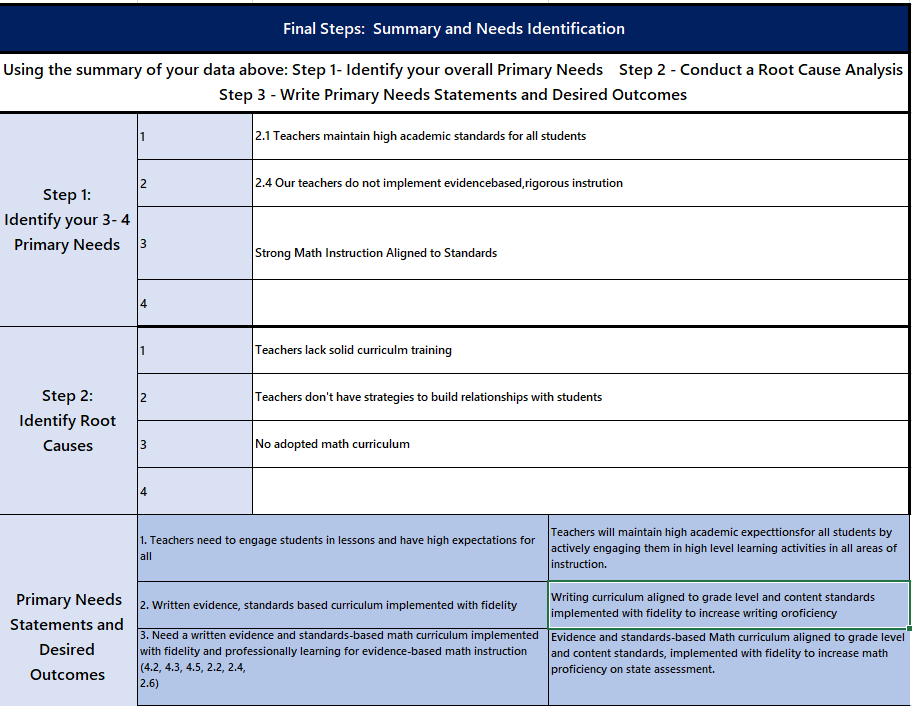 Final Steps:  Summary and Needs Identification
Using the summary of your data above: Step 1- Identify your overall Primary Needs    Step 2 - Conduct a Root Cause Analysis
Step 3 - Write Primary Needs Statements and Desired Outcomes
Step 1:
Identify your 3- 4
Primary Needs
1
2.1 Teachers maintain high academic standards for all students
2
2.4 Our teachers do not implement evidencebased,rigorous instrution
3
Strong Math Instruction Aligned to Standards
4
Step 2:
Identify Root
Causes
1
Teachers lack solid curriculm training
2
Teachers don't have strategies to build relationships with students
3
No adopted math curriculum
4
Primary Needs
Statements and
Desired
Outcomes
1. Teachers need to engage students in lessons and have high expectations for
all
Teachers will maintain high academic expecttionsfor all students by
actively engaging them in high level learning activities in all areas of
instruction.
2. Written evidence, standards based curriculum implemented with fidelity
Writing curriculum aligned to grade level and content standards
implemented with fidelity to increase writing oroficiency
3. Need a written evidence and standards-based math curriculum implemented
with fidelity and professionally learning for evidence-based math instruction
(4.2, 4.3, 4.5, 2.2, 2.4,
2.6)
Evidence and standards-based Math curriculum aligned to grade level
and content standards, implemented with fidelity to increase math
proficiency on state assessment.